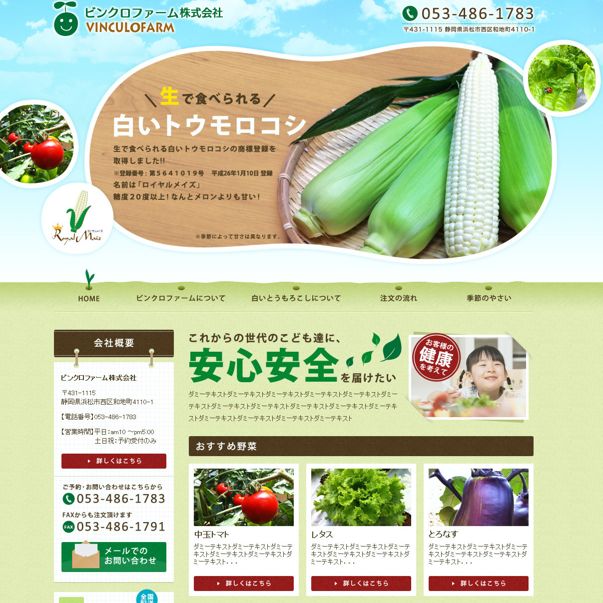 ビンクロファーム株式会社
VINCULOFARM
053-486-1783
〒431-1115 静岡県浜松市西区和地町4110-1
生で食べられる
白いトウモロコシ
生で食べられる白いトウモロコシの商標登録を
取得しました!!
※登録番号:第5641019号 平成26年1月10日 登録
名前は「ロイヤルメイズ」
糖度20度以上!なんとメロンよりも甘い!
※季節によって甘さは異なります。
Royal Maiz
HOME
ビンクロファームについて
白いとうもろこしについて
注文の流れ
季節のやさい
会社概要
ビンクロファーム株式会社
〒431-1115
静岡県浜松市西区和地町4110-1
【電話番号】053-486-1783
【営業時間】平日:am10 ～pm5:00
土日祝:予約受付のみ
詳しくはこちら
ご予約・お問い合わせはこちらから
053-486-1783
FAXからも注文頂けます
FAX 053-486-1791
メールでの
お問い合わせ
全国
これからの世代のこども達に、
安心安全を届けたい
ダミーテキストダミーテキストダミーテキストダミーテキストダミーテキストダミー
テキストダミーテキストダミーテキストダミーテキストダミーテキストダミーテキス
トダミーテキストダミーテキストダミーテキストダミーテキスト
お客様の
健康
を考えて
おすすめ野菜
中玉トマト
ダミーテキストダミーテキストダミ
ーテキストダミーテキストダミーテキストダミ
ーテキスト・・・
詳しくはこちら
レタス
ダミーテキストダミーテキストダミ
ーテキストダミーテキストダミーテキストダミ
ーテキスト・・・
詳しくはこちら
とろなす
ダミーテキストダミーテキストダミ
ーテキストダミーテキストダミーテキストダミ
ーテキスト・・・
詳しくはこちら